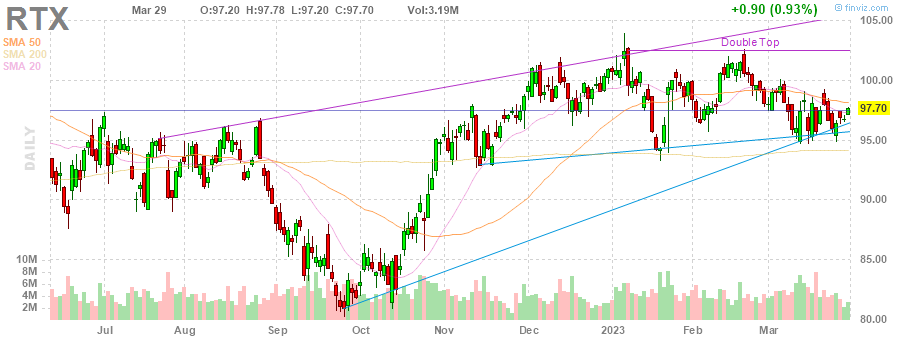 RTX Mar 29 O:97.20 H:97.78 L:97.20 C:97.70 Vol:3.19M +0.90 (0.93%)
© finviz.com
SMA 50
SMA 200
SMA 20
DAILY
Double Top
105.00
100.00
97.70
95.00
90.00
85.00
80.00
10M
8M
6M
4M
2M
Jul Aug Sep Oct Nov Dec 2023 Feb Mar